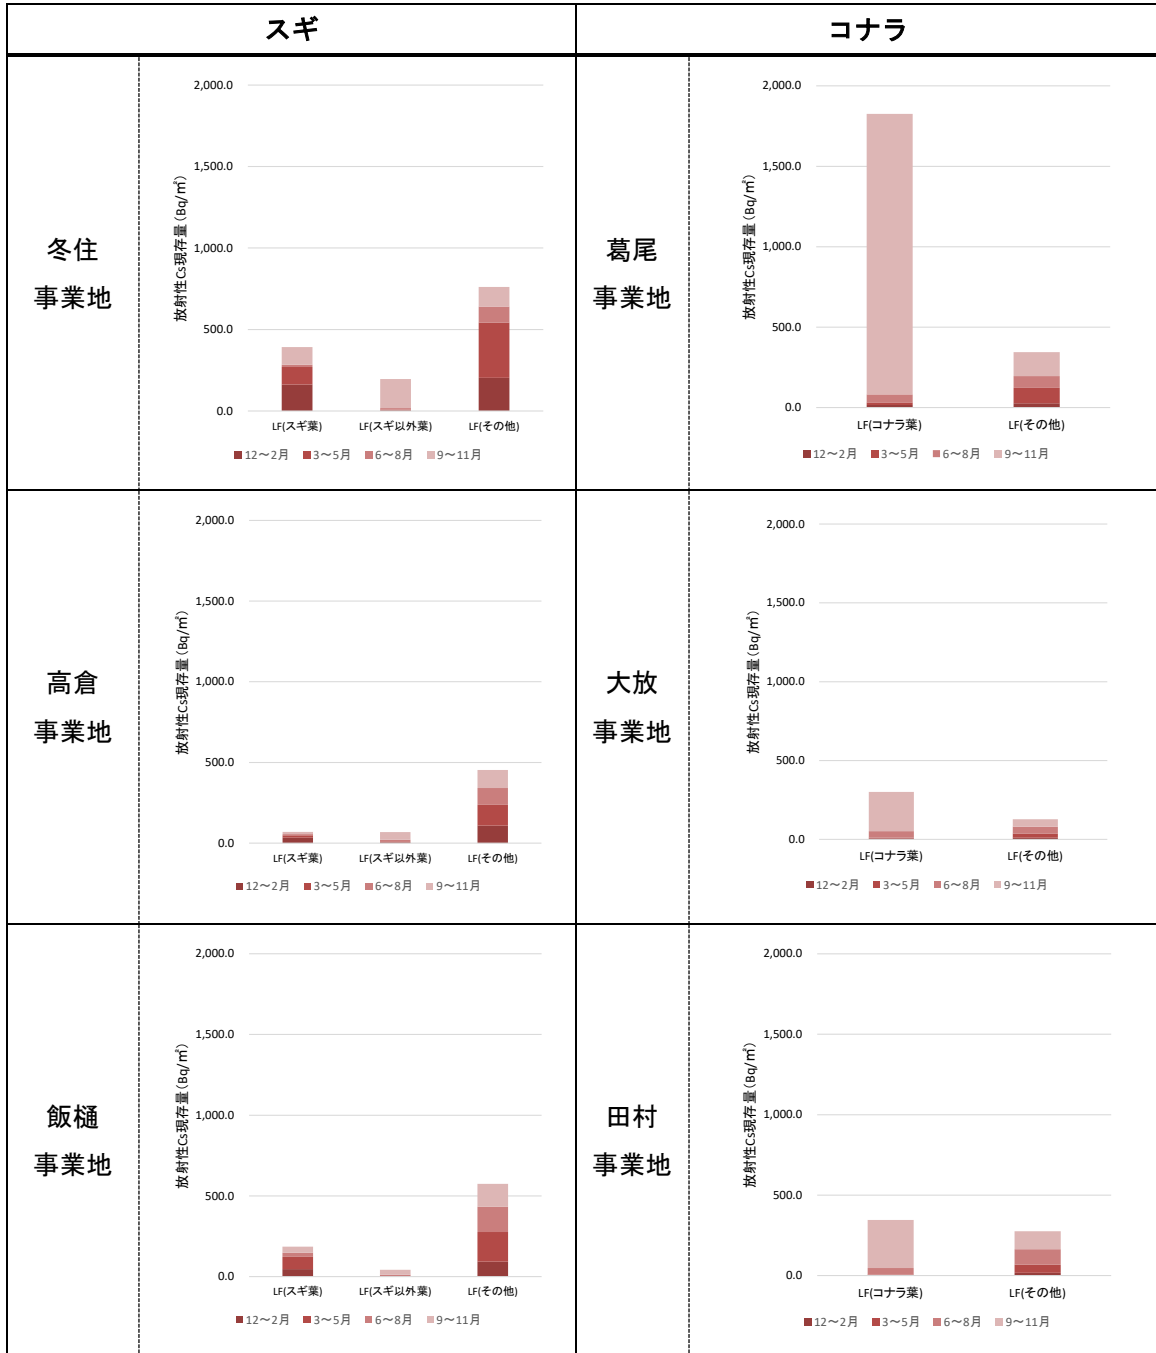 スギ
コナラ
冬住
事業地
放射性Cs現存量(Bq/㎡)
2,000.0
1,500.0
1,000.0
500.0
0.0
LF(スギ葉) LF(スギ以外葉) LF(その他)
12～2月 3～5月 6～8月 9～11月
葛尾
事業地
放射性Cs現存量(Bq/㎡)
2,000.0
1,500.0
1,000.0
500.0
0.0
LF(コナラ葉) LF(その他)
12～2月 3～5月 6～8月 9～11月
高倉
事業地
放射性Cs現存量(Bq/㎡)
2,000.0
1,500.0
1,000.0
500.0
0.0
LF(スギ葉) LF(スギ以外葉) LF(その他)
12～2月 3～5月 6～8月 9～11月
大放
事業地
放射性Cs現存量(Bq/㎡)
2,000.0
1,500.0
1,000.0
500.0
0.0
LF(コナラ葉) LF(その他)
12～2月 3～5月 6～8月 9～11月
飯樋
事業地
放射性Cs現存量(Bq/㎡)
2,000.0
1,500.0
1,000.0
500.0
0.0
LF(スギ葉) LF(スギ以外葉) LF(その他)
12～2月 3～5月 6～8月 9～11月
田村
事業地
放射性Cs現存量(Bq/㎡)
2,000.0
1,500.0
1,000.0
500.0
0.0
LF(コナラ葉) LF(その他)
12～2月 3～5月 6～8月 9～11月